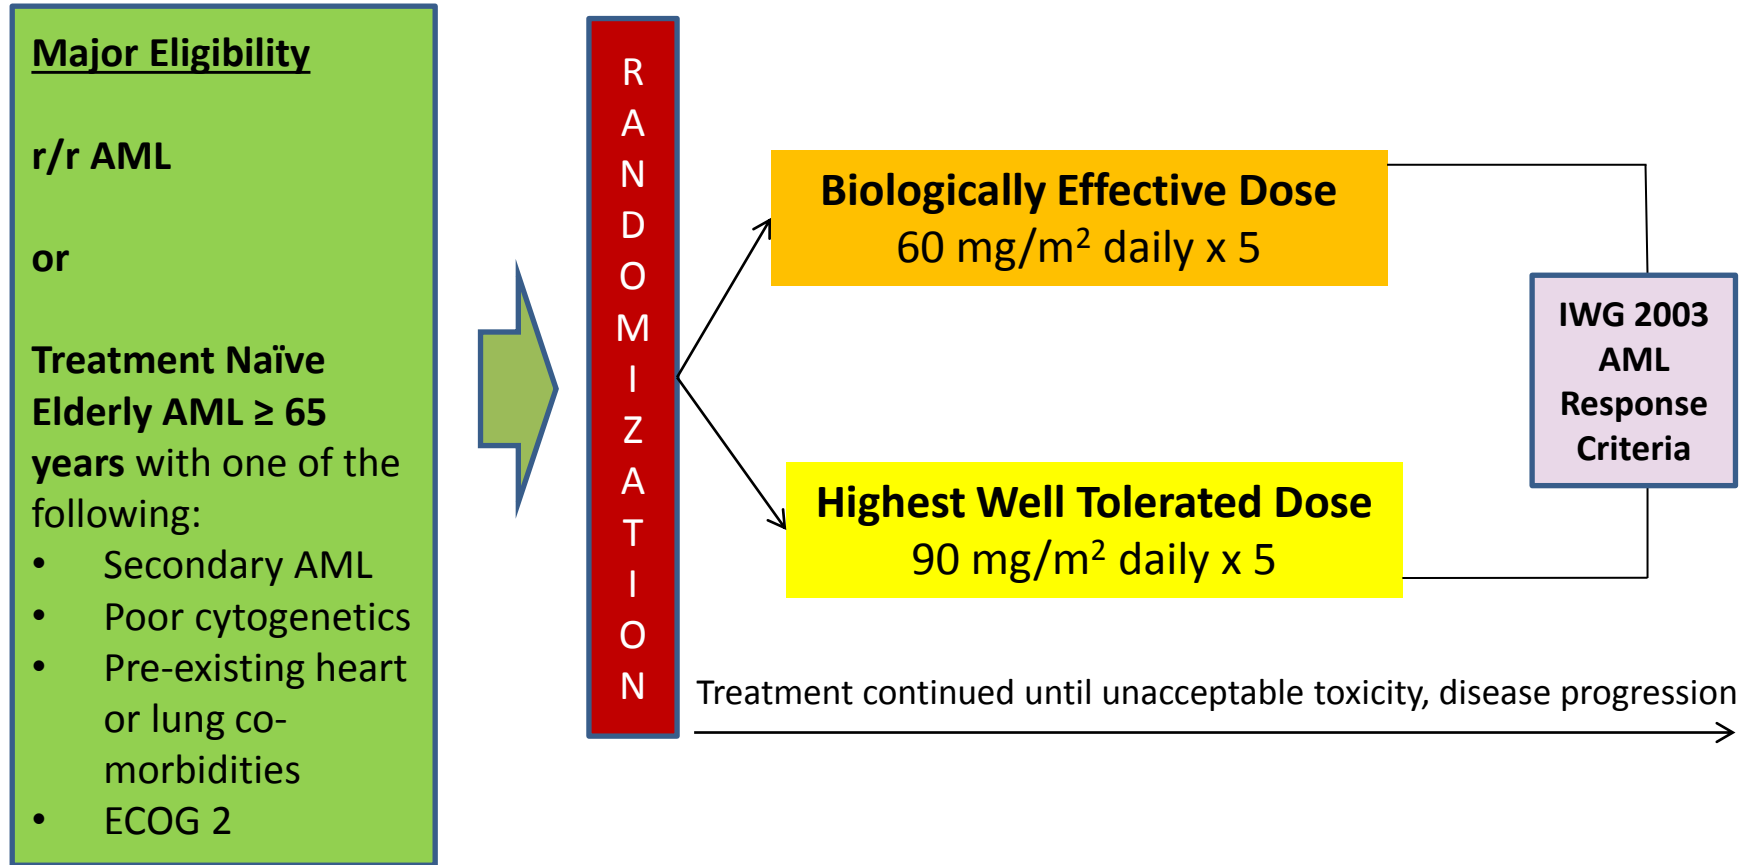 Major Eligibility
r/r AML
or
Treatment Naïve
Elderly AML ≥ 65
years with one of the
following:
• Secondary AML
• Poor cytogenetics
• Pre-existing heart
or lung co-
morbidities
• ECOG 2
RANDOMIZATION
Biologically Effective Dose
60 mg/m² daily x 5
Highest Well Tolerated Dose
90 mg/m² daily x 5
IWG 2003
AML
Response
Criteria
Treatment continued until unacceptable toxicity, disease progression